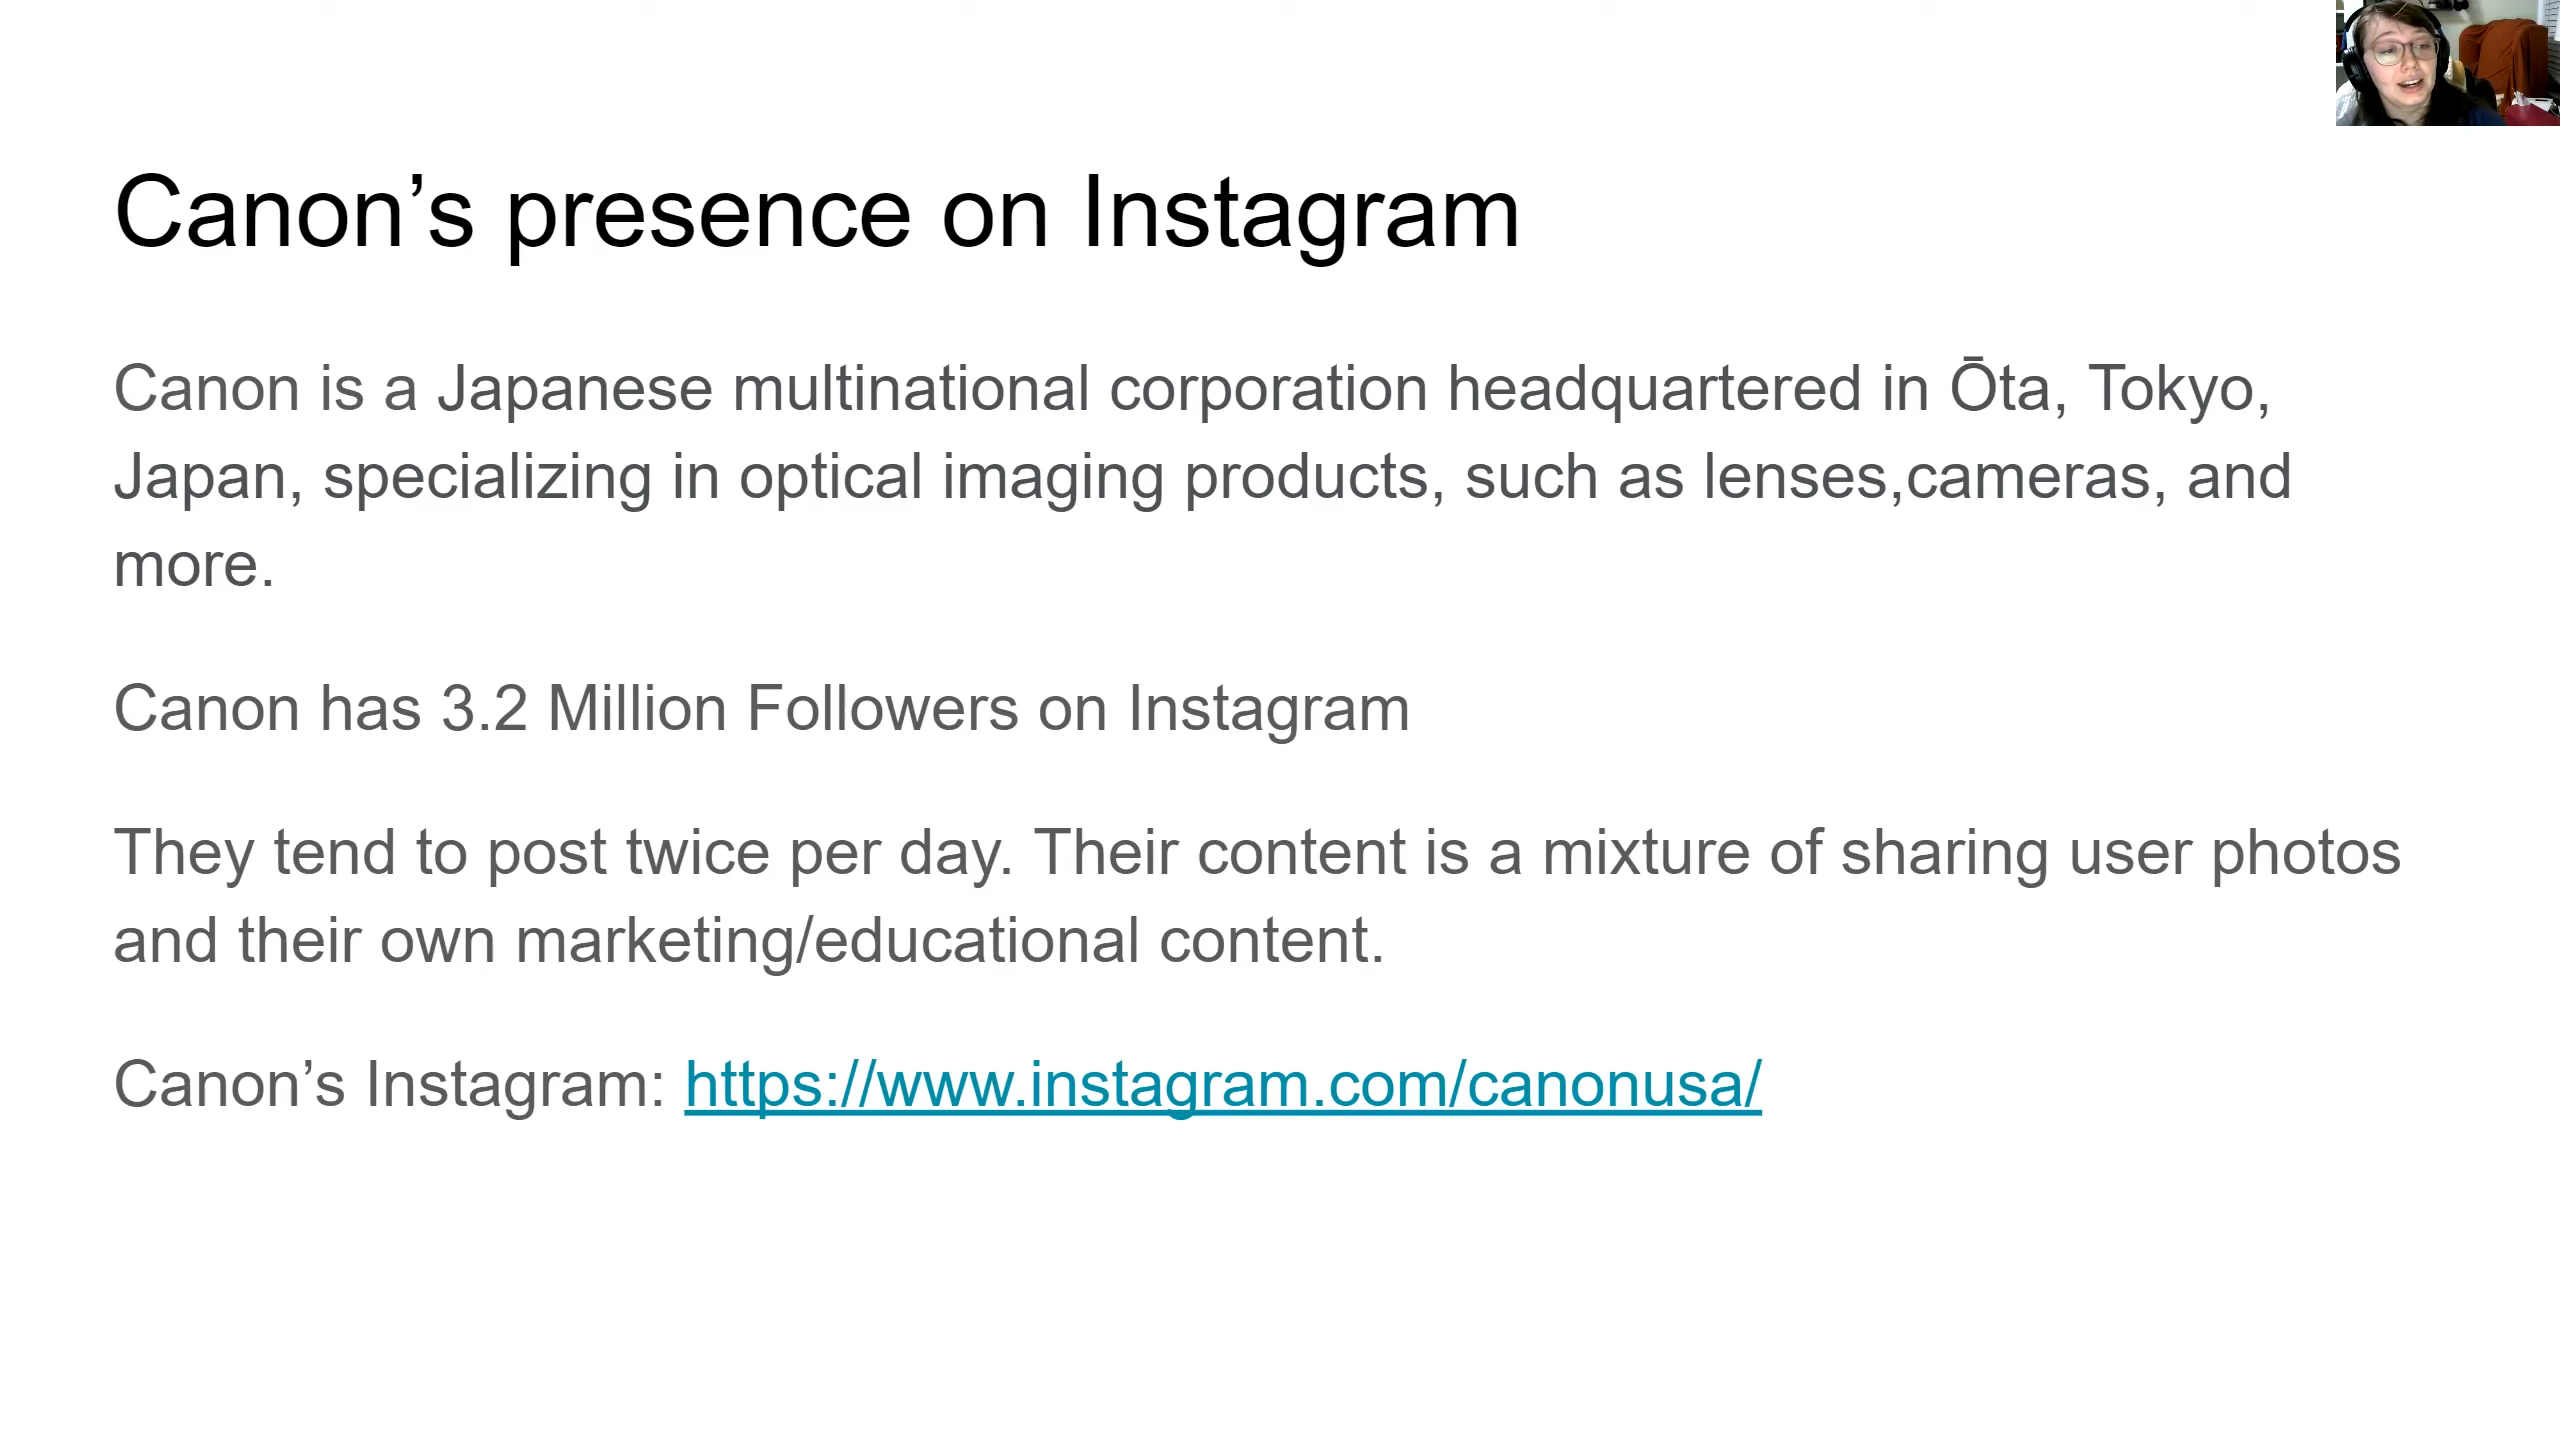 Canon’s presence on Instagram
Canon is a Japanese multinational corporation headquartered in Ōta, Tokyo,
Japan, specializing in optical imaging products, such as lenses,cameras, and
more.
Canon has 3.2 Million Followers on Instagram
They tend to post twice per day. Their content is a mixture of sharing user photos
and their own marketing/educational content.
Canon’s Instagram: https://www.instagram.com/canonusa/